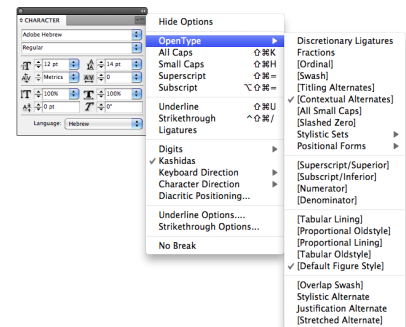 CHARACTER
Adobe Hebrew
Regular
12 pt
14 pt
Metrics
0
100%
100%
0 pt
0°
Language: Hebrew
Hide Options
OpenType
All Caps ⇧⌘K
Small Caps ⇧⌘H
Superscript ⇧⌘=
Subscript ⌥⇧⌘=
Underline ⇧⌘U
Strikethrough ^⇧⌘/
Ligatures
Digits
✓ Kashidas
Keyboard Direction
Character Direction
Diacritic Positioning...
Underline Options....
Strikethrough Options...
No Break
Discretionary Ligatures
Fractions
[Ordinal]
[Swash]
[Titling Alternates]
✓ [Contextual Alternates]
[All Small Caps]
[Slashed Zero]
Stylistic Sets
Positional Forms
[Superscript/Superior]
[Subscript/Inferior]
[Numerator]
[Denominator]
[Tabular Lining]
[Proportional Oldstyle]
[Proportional Lining]
[Tabular Oldstyle]
✓ [Default Figure Style]
[Overlap Swash]
Stylistic Alternate
Justification Alternate
[Stretched Alternate]